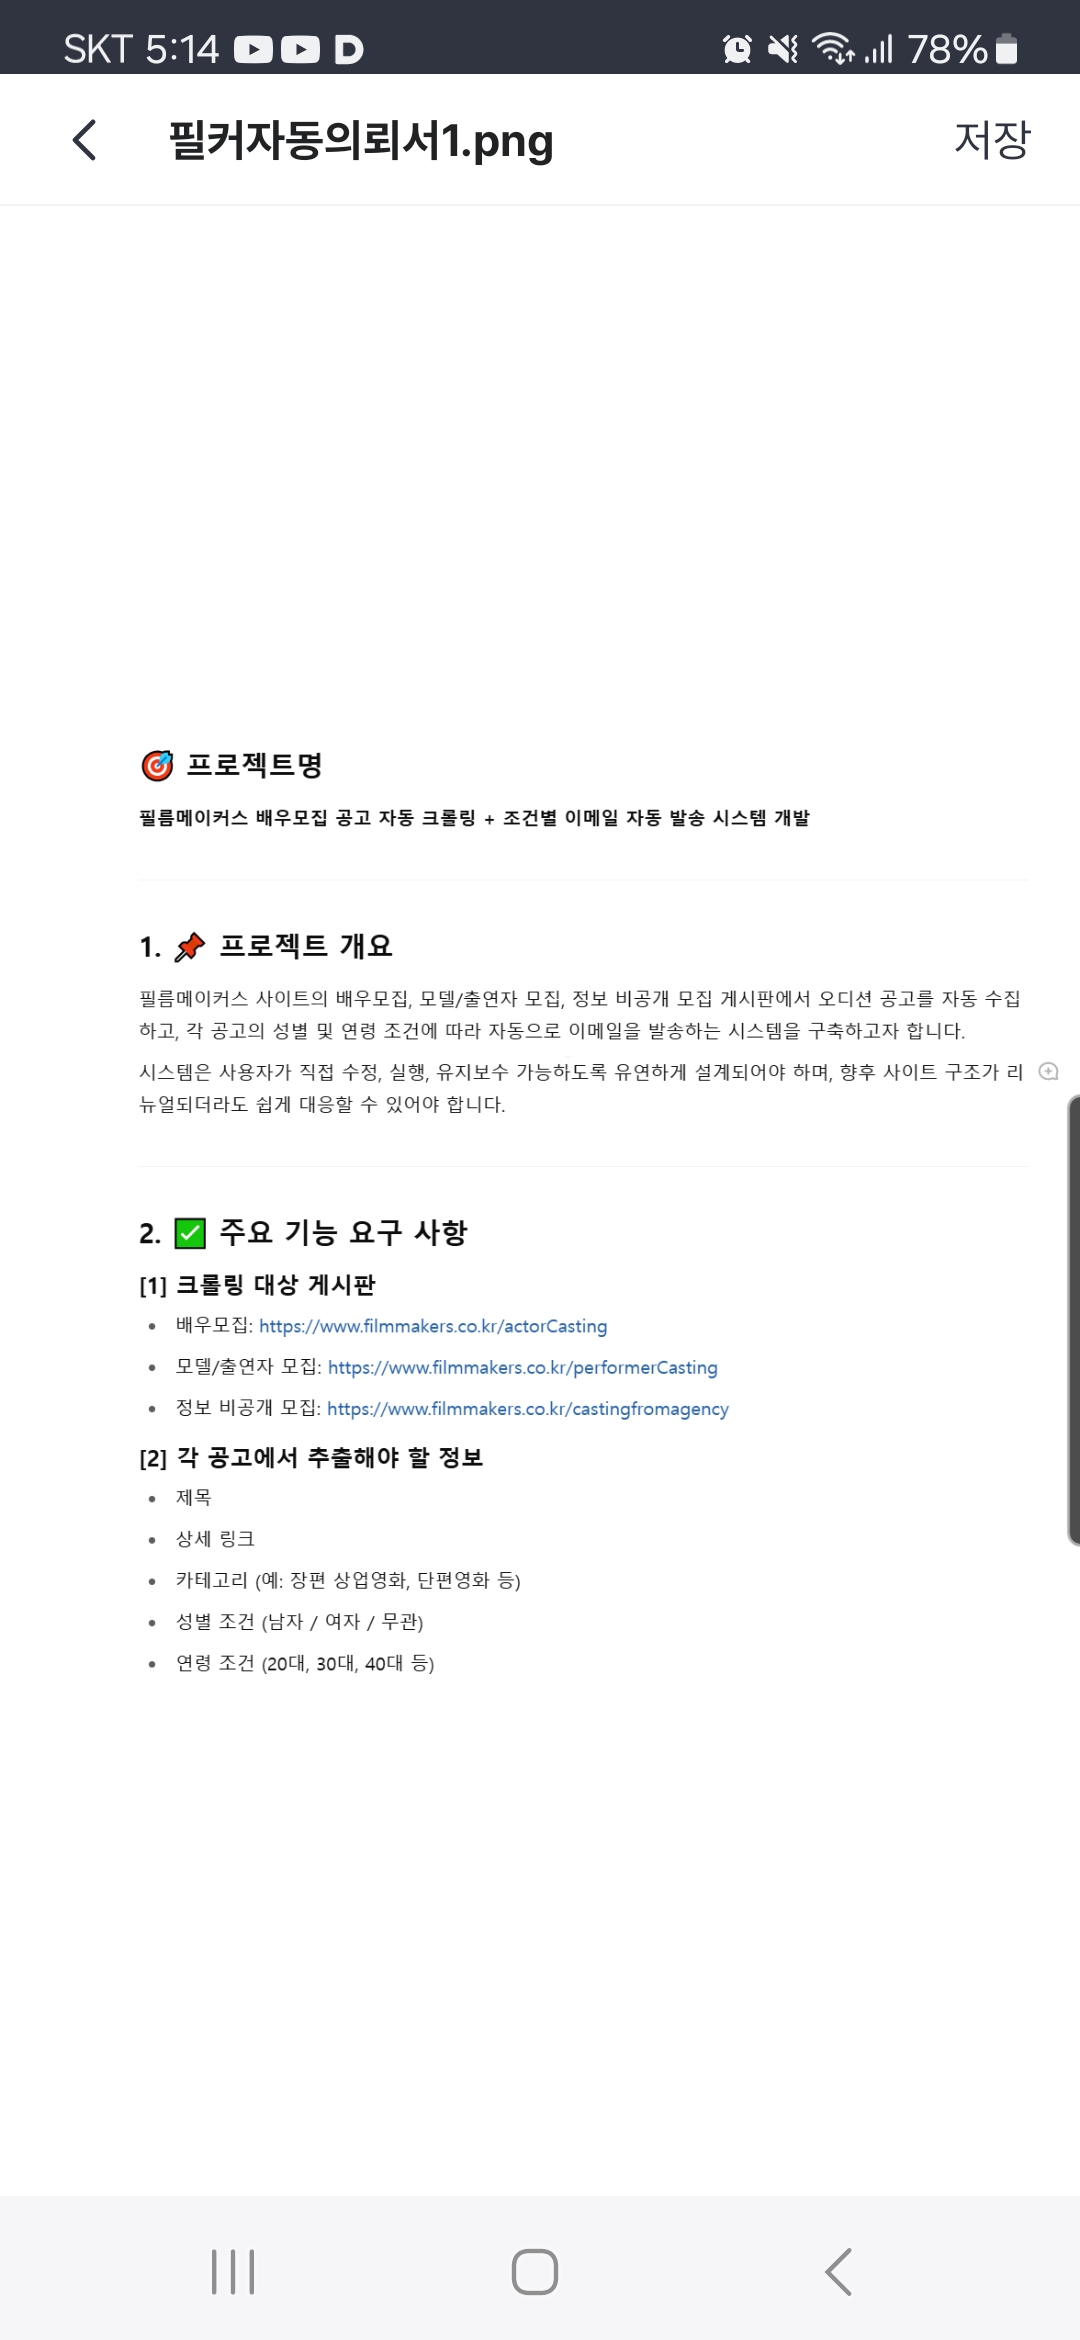 SKT 5:14
78%
필커자동의뢰서1.png
저장
🎯 프로젝트명
필름메이커스 배우모집 공고 자동 크롤링 + 조건별 이메일 자동 발송 시스템 개발
1. 📌 프로젝트 개요
필름메이커스 사이트의 배우모집, 모델/출연자 모집, 정보 비공개 모집 게시판에서 오디션 공고를 자동 수집
하고, 각 공고의 성별 및 연령 조건에 따라 자동으로 이메일을 발송하는 시스템을 구축하고자 합니다.
시스템은 사용자가 직접 수정, 실행, 유지보수 가능하도록 유연하게 설계되어야 하며, 향후 사이트 구조가 리
뉴얼되더라도 쉽게 대응할 수 있어야 합니다.
2. ✅ 주요 기능 요구 사항
[1] 크롤링 대상 게시판
• 배우모집: https://www.filmmakers.co.kr/actorCasting
• 모델/출연자 모집: https://www.filmmakers.co.kr/performerCasting
• 정보 비공개 모집: https://www.filmmakers.co.kr/castingfromagency
[2] 각 공고에서 추출해야 할 정보
• 제목
• 상세 링크
• 카테고리 (예: 장편 상업영화, 단편영화 등)
• 성별 조건 (남자 / 여자 / 무관)
• 연령 조건 (20대, 30대, 40대 등)